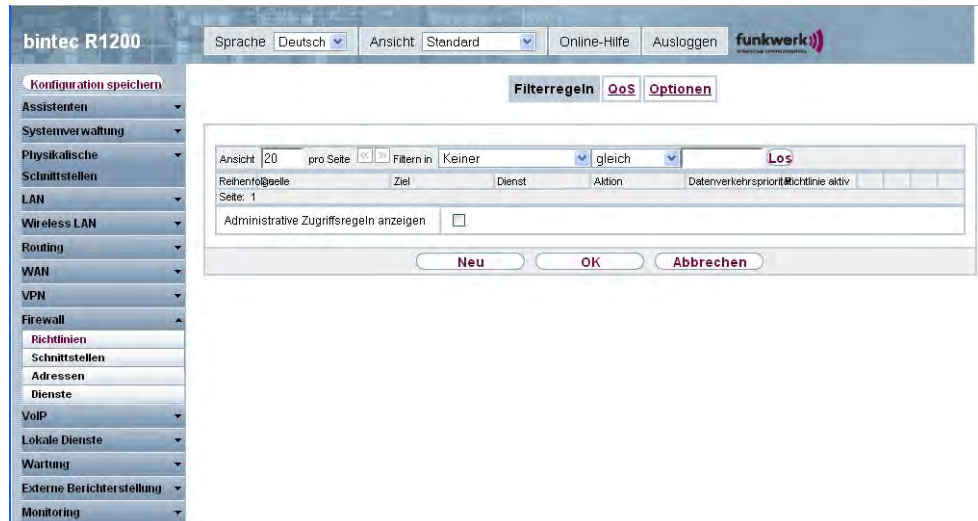 bintec R1200
Sprache Deutsch Ansicht Standard Online-Hilfe Ausloggen funkwerk
Konfiguration speichern
Assistenten
Systemverwaltung
Physikalische
Schnittstellen
LAN
Wireless LAN
Routing
WAN
VPN
Firewall
Richtlinien
Schnittstellen
Adressen
Dienste
VoIP
Lokale Dienste
Wartung
Externe Berichterstellung
Monitoring
Filterregeln QoS Optionen
Ansicht 20 pro Seite << >> Filtern in Keiner gleich Los
Reihenfolge Quelle Ziel Dienst Aktion Datenverkehrspriorität Richtlinie aktiv
Seite: 1
Administrative Zugriffsregeln anzeigen
Neu OK Abbrechen